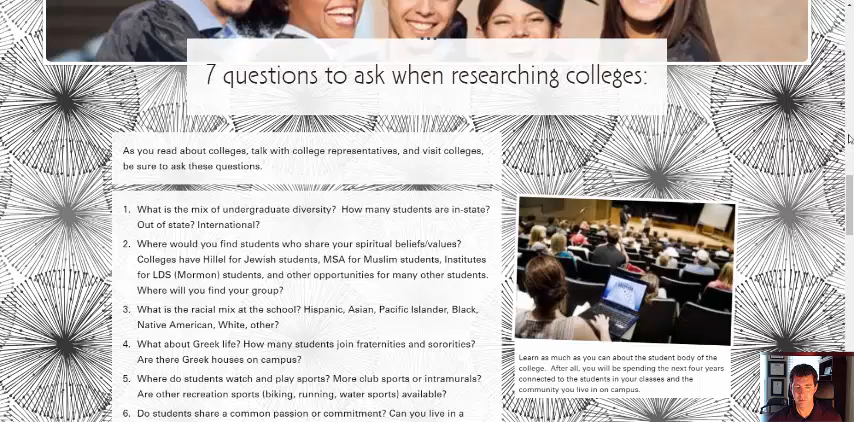 7 questions to ask when researching colleges:
As you read about colleges, talk with college representatives, and visit colleges,
be sure to ask these questions.
1. What is the mix of undergraduate diversity? How many students are in-state?
Out of state? International?
2. Where would you find students who share your spiritual beliefs/values?
Colleges have Hillel for Jewish students, MSA for Muslim students, Institutes
for LDS (Mormon) students, and other opportunities for many other students.
Where will you find your group?
3. What is the racial mix at the school? Hispanic, Asian, Pacific Islander, Black,
Native American, White, other?
4. What about Greek life? How many students join fraternities and sororities?
Are there Greek houses on campus?
5. Where do students watch and play sports? More club sports or intramurals?
Are other recreation sports (biking, running, water sports) available?
6. Do students share a common passion or commitment? Can you live in a
Learn as much as you can about the student body of the
college. After all, you will be spending the next four years
connected to the students in your classes and the
community you live in on campus.